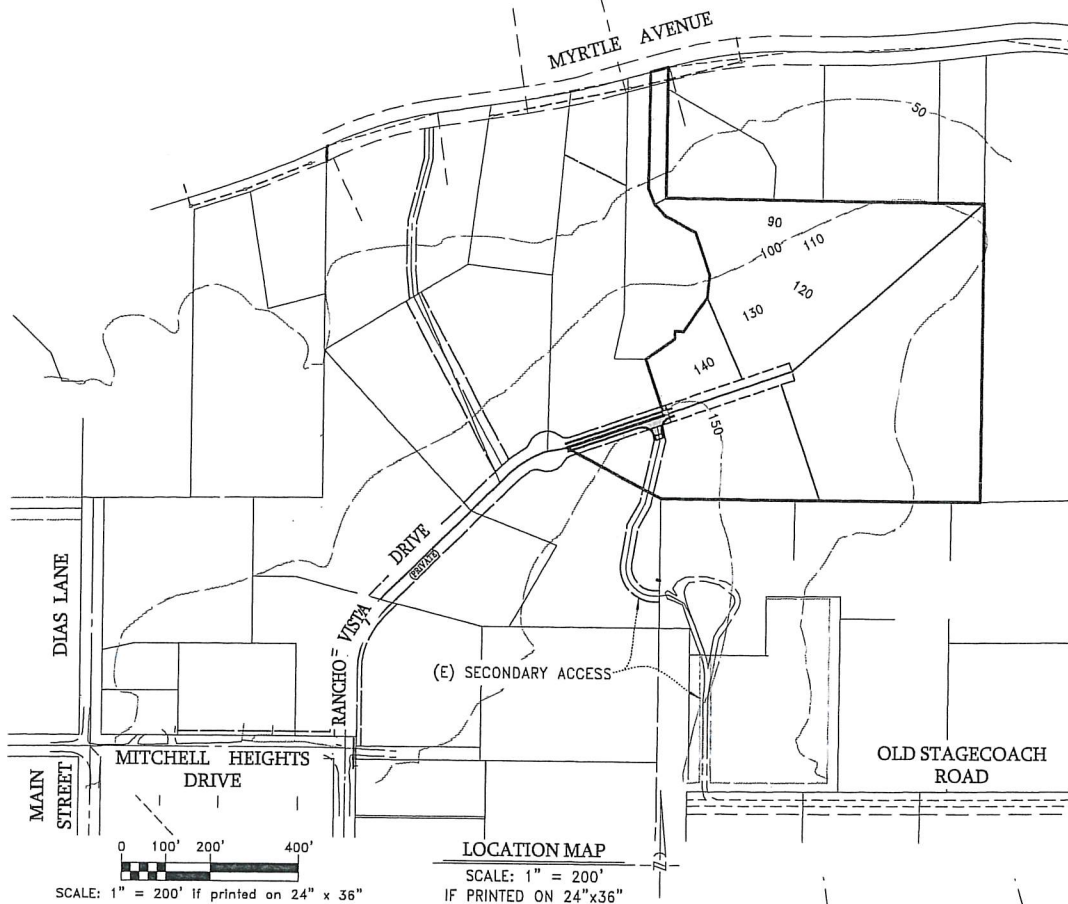 MYRTLE AVENUE
50
90
100
110
120
130
140
150
DRIVE
(PRIVATE)
VISTA
RANCHO
DIAS LANE
(E) SECONDARY ACCESS
MITCHELL HEIGHTS
DRIVE
OLD STAGECOACH
ROAD
MAIN
STREET
0 100' 200' 400'
SCALE: 1" = 200' if printed on 24" x 36"
LOCATION MAP
SCALE: 1" = 200'
IF PRINTED ON 24"x36"
N